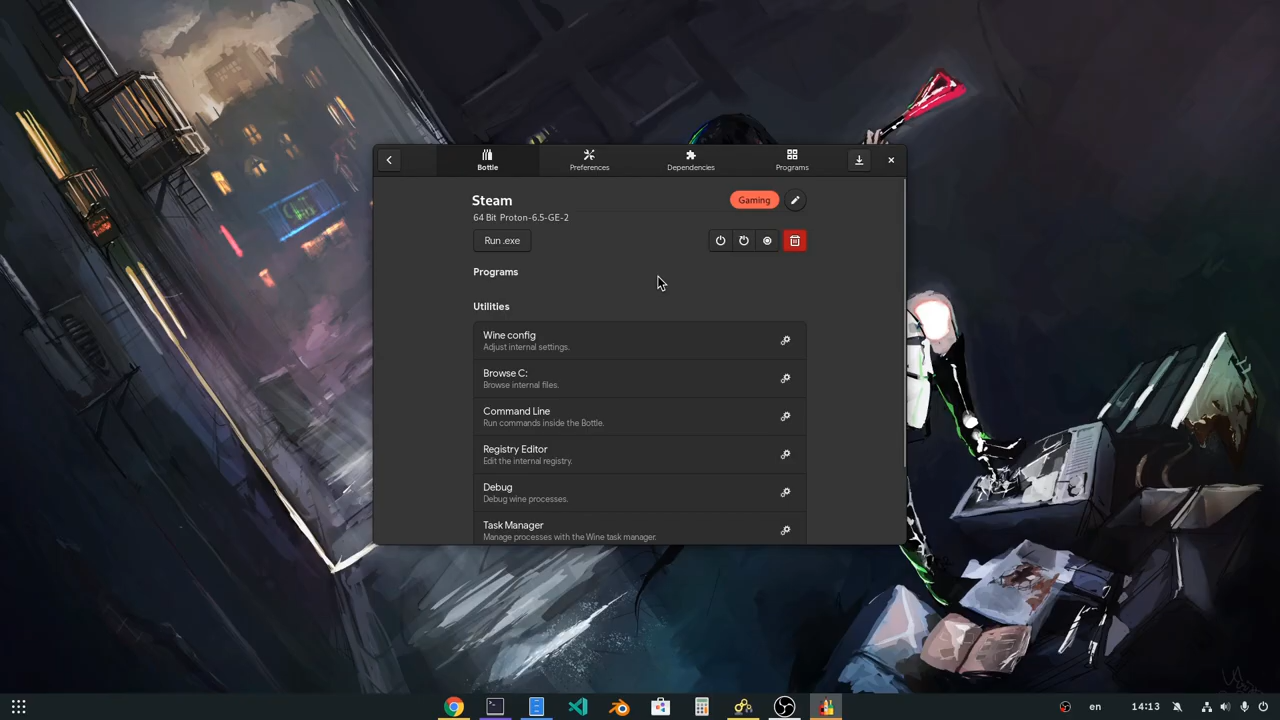 Bottle
Preferences
Dependencies
Programs
Steam
Gaming
64 Bit Proton-6.5-GE-2
Run .exe
Programs
Utilities
Wine config
Adjust internal settings.
Browse C:
Browse internal files.
Command Line
Run commands inside the Bottle.
Registry Editor
Edit the internal registry.
Debug
Debug wine processes.
Task Manager
Manage processes with the Wine task manager.
en
14:13